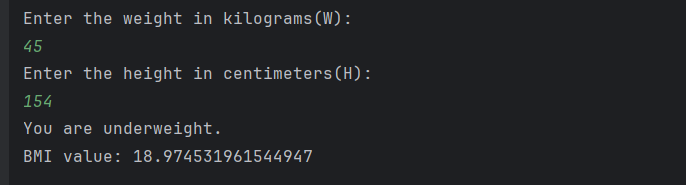 Enter the weight in kilograms(W):
45
Enter the height in centimeters(H):
154
You are underweight.
BMI value: 18.974531961544947